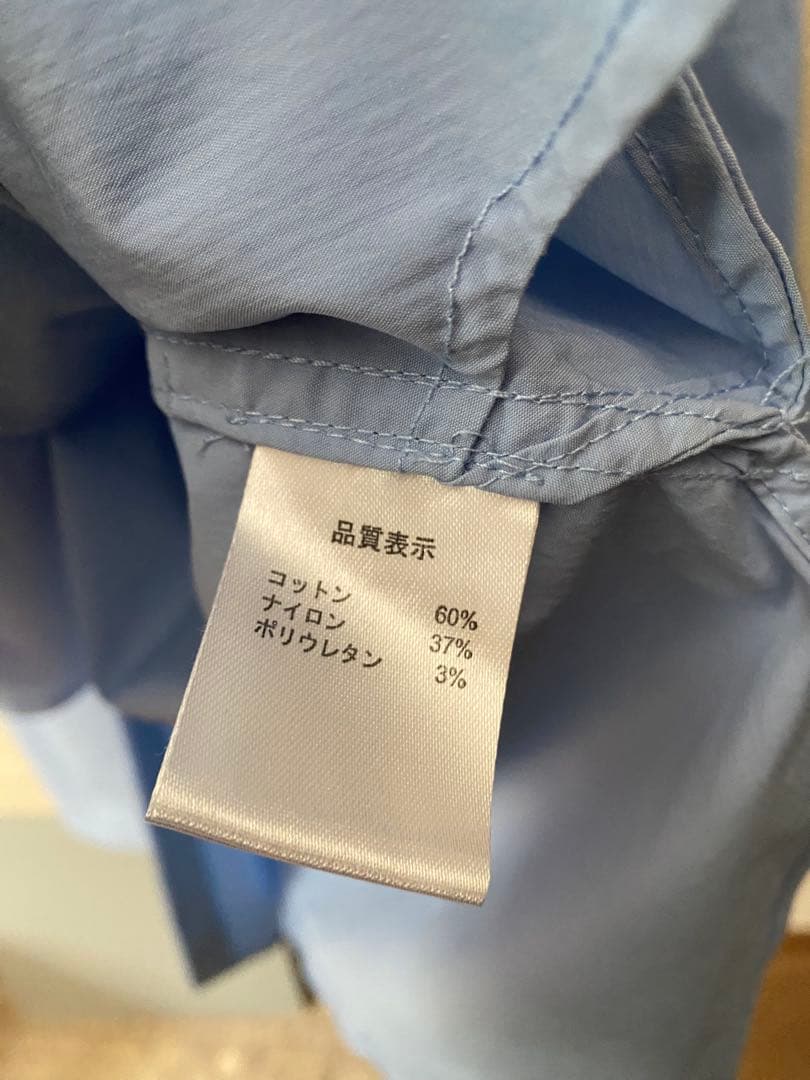 品質表示
コットン 60%
ナイロン 37%
ポリウレタン 3%